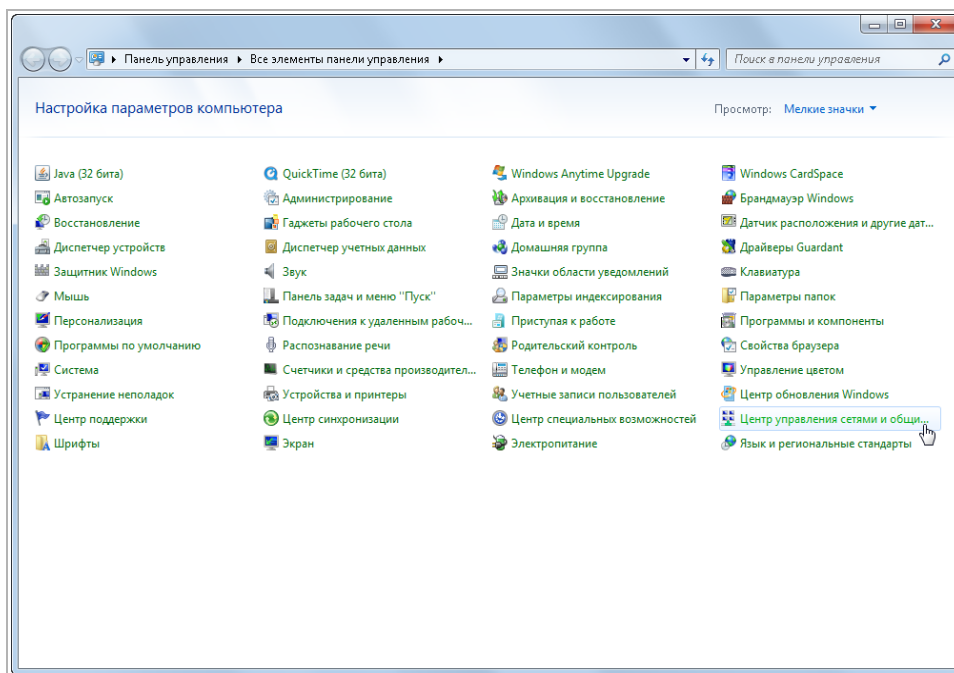 Панель управления ▸ Все элементы панели управления ▸ Поиск в панели управления
Настройка параметров компьютера Просмотр: Мелкие значки
Java (32 бита) QuickTime (32 бита) Windows Anytime Upgrade Windows CardSpace
Автозапуск Администрирование Архивация и восстановление Брандмауэр Windows
Восстановление Гаджеты рабочего стола Дата и время Датчик расположения и другие дат...
Диспетчер устройств Диспетчер учетных данных Домашняя группа Драйверы Guardant
Защитник Windows Звук Значки области уведомлений Клавиатура
Мышь Панель задач и меню "Пуск" Параметры индексирования Параметры папок
Персонализация Подключения к удаленным рабоч... Приступая к работе Программы и компоненты
Программы по умолчанию Распознавание речи Родительский контроль Свойства браузера
Система Счетчики и средства производител... Телефон и модем Управление цветом
Устранение неполадок Устройства и принтеры Учетные записи пользователей Центр обновления Windows
Центр поддержки Центр синхронизации Центр специальных возможностей Центр управления сетями и общи...
Шрифты Экран Электропитание Язык и региональные стандарты